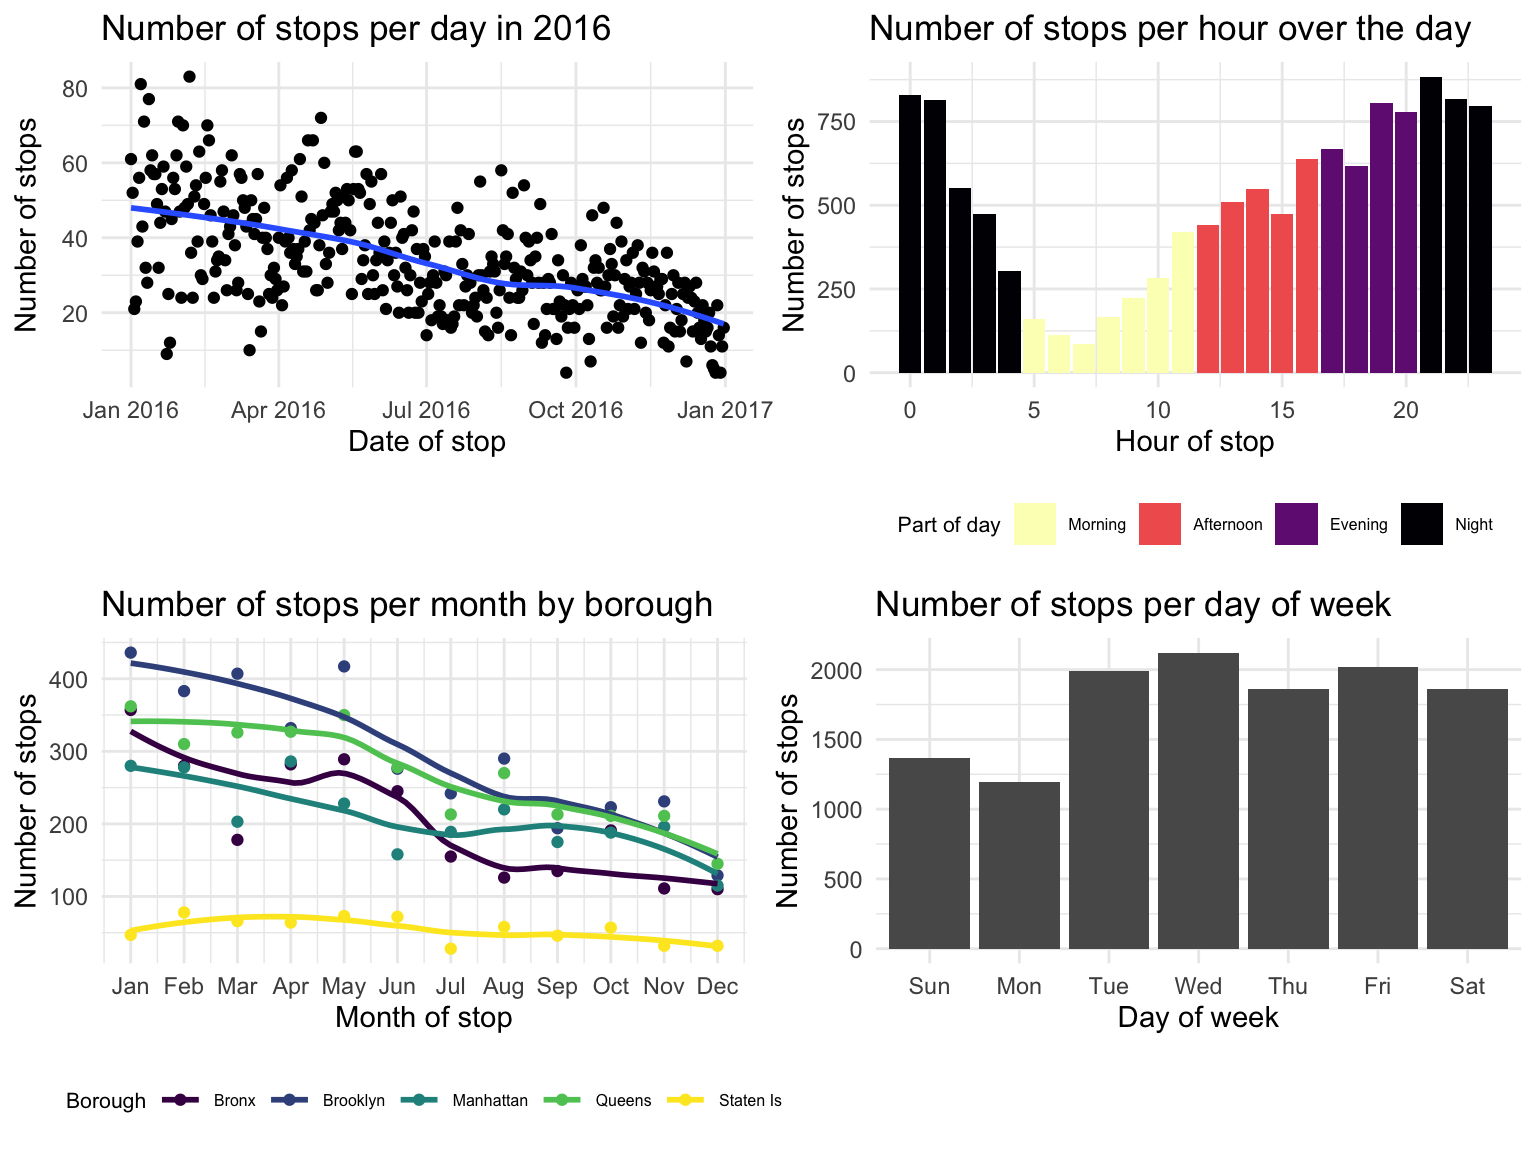 Number of stops per day in 2016
Number of stops
80
60
40
20
Jan 2016 Apr 2016 Jul 2016 Oct 2016 Jan 2017
Date of stop
Number of stops per hour over the day
Number of stops
750
500
250
0
0 5 10 15 20
Hour of stop
Part of day Morning Afternoon Evening Night
Number of stops per month by borough
Number of stops
400
300
200
100
Jan Feb Mar Apr May Jun Jul Aug Sep Oct Nov Dec
Month of stop
Borough Bronx Brooklyn Manhattan Queens Staten Is
Number of stops per day of week
Number of stops
2000
1500
1000
500
0
Sun Mon Tue Wed Thu Fri Sat
Day of week